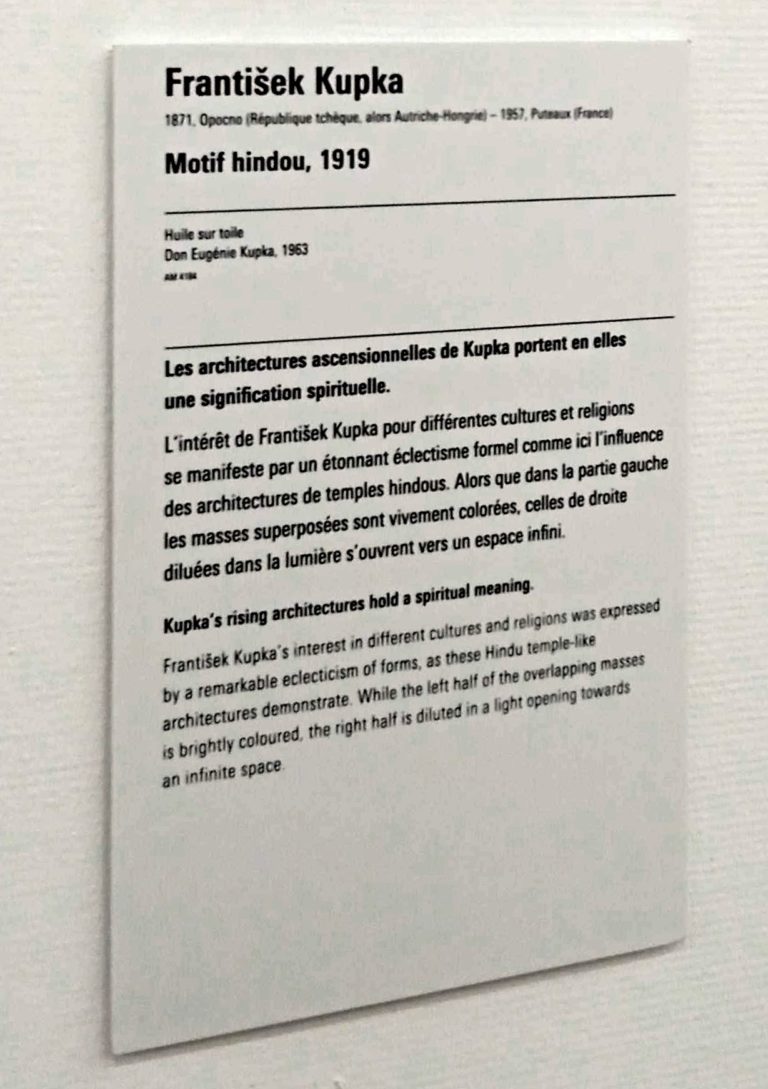 František Kupka
1871, Opocno (République tchèque, alors Autriche-Hongrie) – 1957, Puteaux (France)
Motif hindou, 1919
Huile sur toile
Don Eugénie Kupka, 1963
AM 4184
Les architectures ascensionnelles de Kupka portent en elles
une signification spirituelle.
L'intérêt de František Kupka pour différentes cultures et religions
se manifeste par un étonnant éclectisme formel comme ici l'influence
des architectures de temples hindous. Alors que dans la partie gauche
les masses superposées sont vivement colorées, celles de droite
diluées dans la lumière s'ouvrent vers un espace infini.
Kupka's rising architectures hold a spiritual meaning.
František Kupka's interest in different cultures and religions was expressed
by a remarkable eclecticism of forms, as these Hindu temple-like
architectures demonstrate. While the left half of the overlapping masses
is brightly coloured, the right half is diluted in a light opening towards
an infinite space.